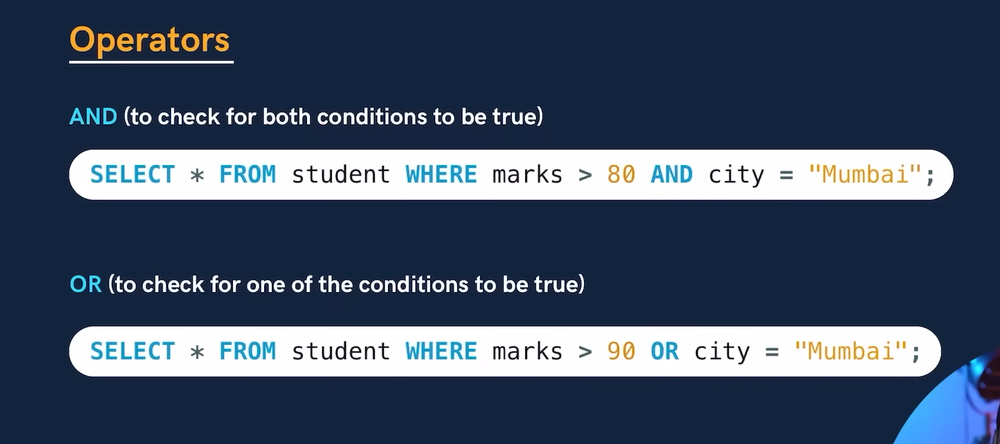 Operators
AND (to check for both conditions to be true)
SELECT * FROM student WHERE marks > 80 AND city = "Mumbai";
OR (to check for one of the conditions to be true)
SELECT * FROM student WHERE marks > 90 OR city = "Mumbai";